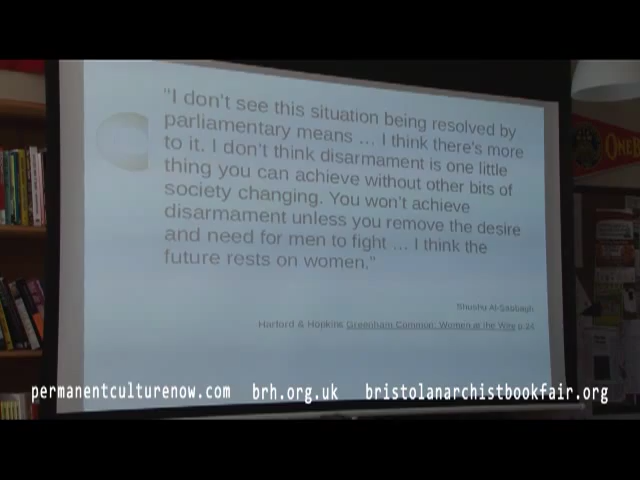 "I don't see this situation being resolved by
parliamentary means ... I think there's more
to it. I don't think disarmament is one little
thing you can achieve without other bits of
society changing. You won't achieve
disarmament unless you remove the desire
and need for men to fight ... I think the
future rests on women."
Shushu Al-Sabbagh
Harford & Hopkins Greenham Common: Women at the Wire p.24
permanentculturenow.com brh.org.uk bristolanarchistbookfair.org